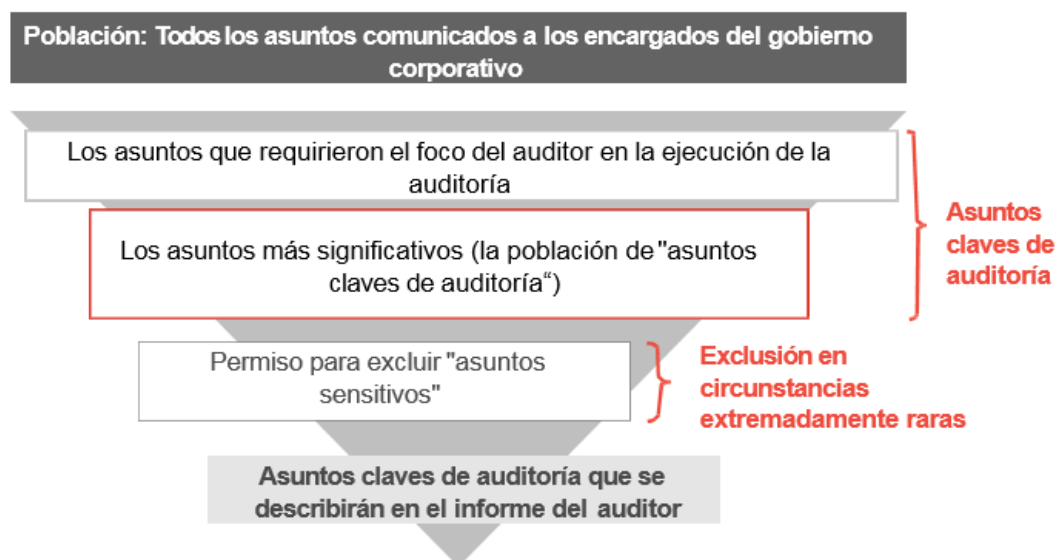 Población: Todos los asuntos comunicados a los encargados del gobierno
corporativo
Los asuntos que requirieron el foco del auditor en la ejecución de la
auditoría
Asuntos
claves de
auditoría
Los asuntos más significativos (la población de "asuntos
claves de auditoría“)
Permiso para excluir "asuntos
sensitivos"
Exclusión en
circunstancias
extremadamente raras
Asuntos claves de auditoría que se
describirán en el informe del auditor